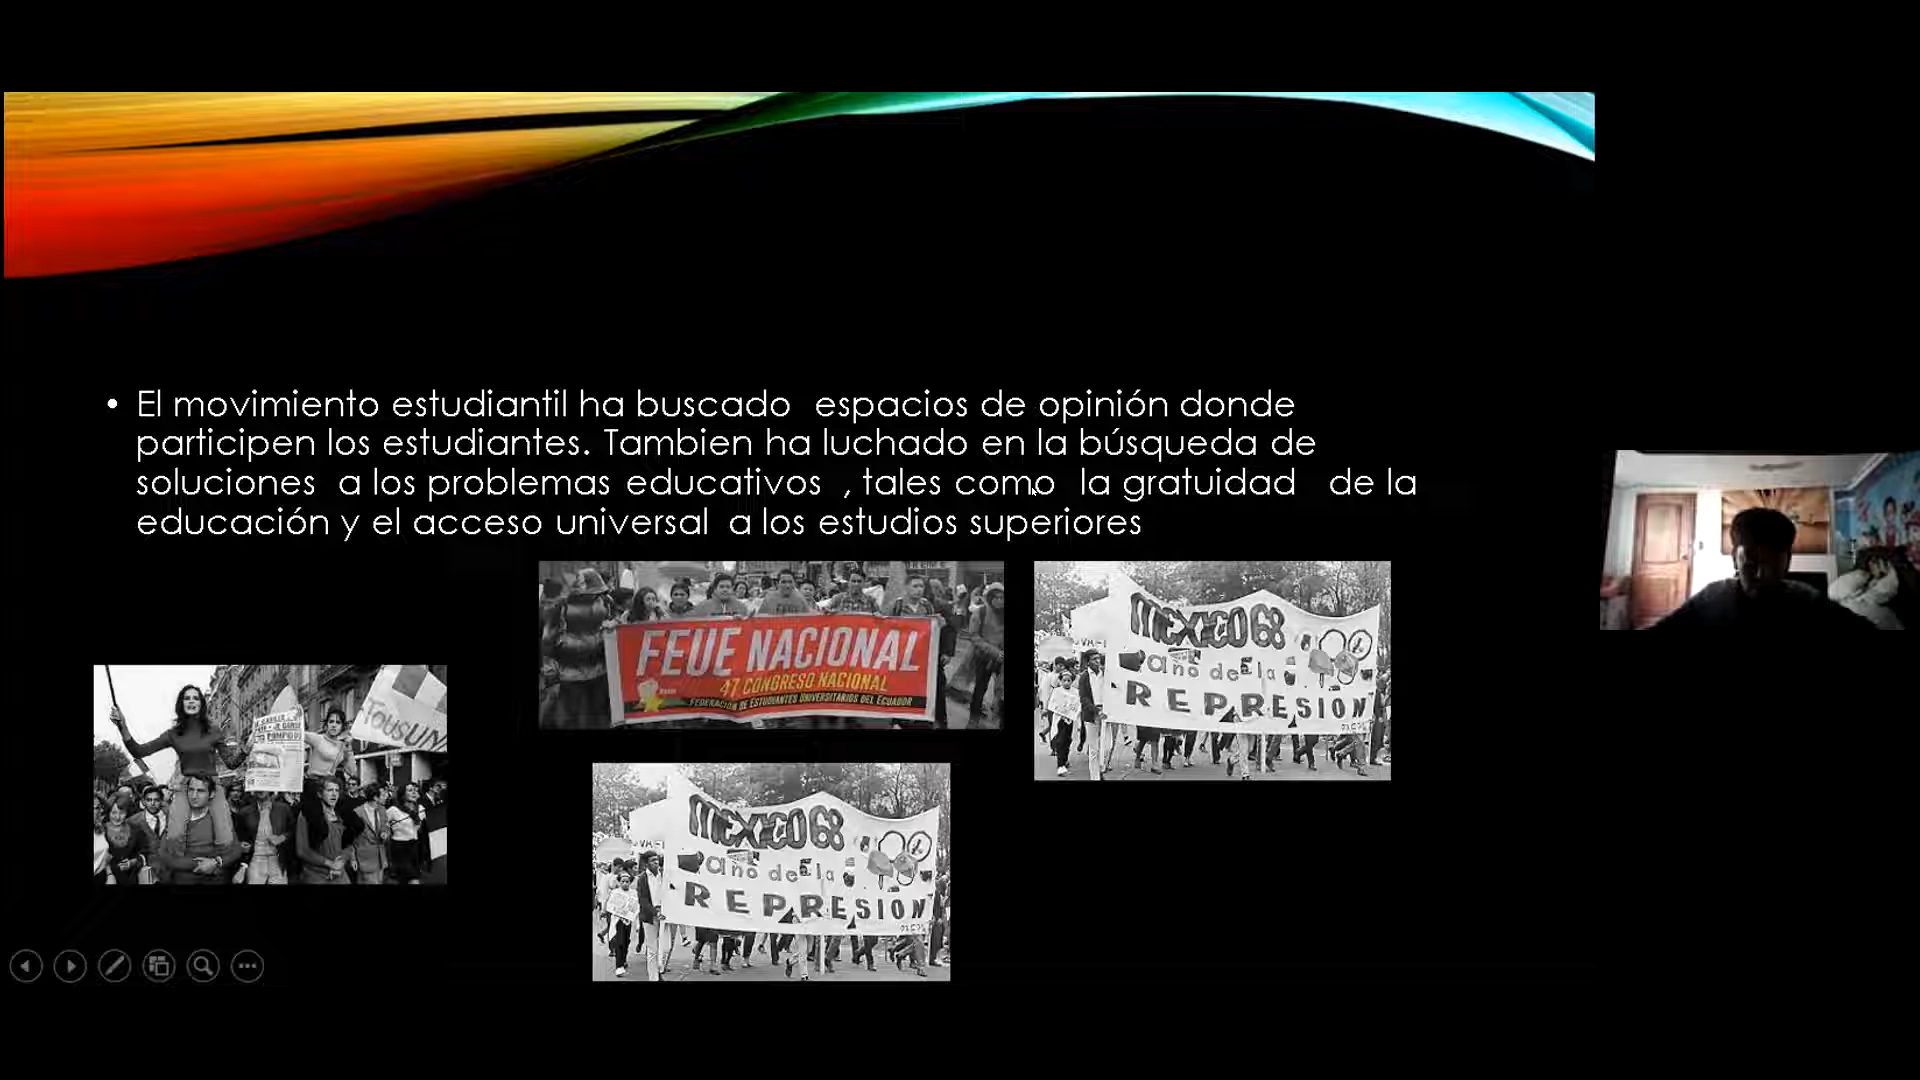 • El movimiento estudiantil ha buscado espacios de opinión donde
participen los estudiantes. Tambien ha luchado en la búsqueda de
soluciones a los problemas educativos , tales como la gratuidad de la
educación y el acceso universal a los estudios superiores
FEUE NACIONAL
47 CONGRESO NACIONAL
FEDERACIÓN DE ESTUDIANTES UNIVERSITARIOS DEL ECUADOR
MEXICO 68
año de la
REPRESION
TOUS UN
MEXICO 68
año de la
REPRESION